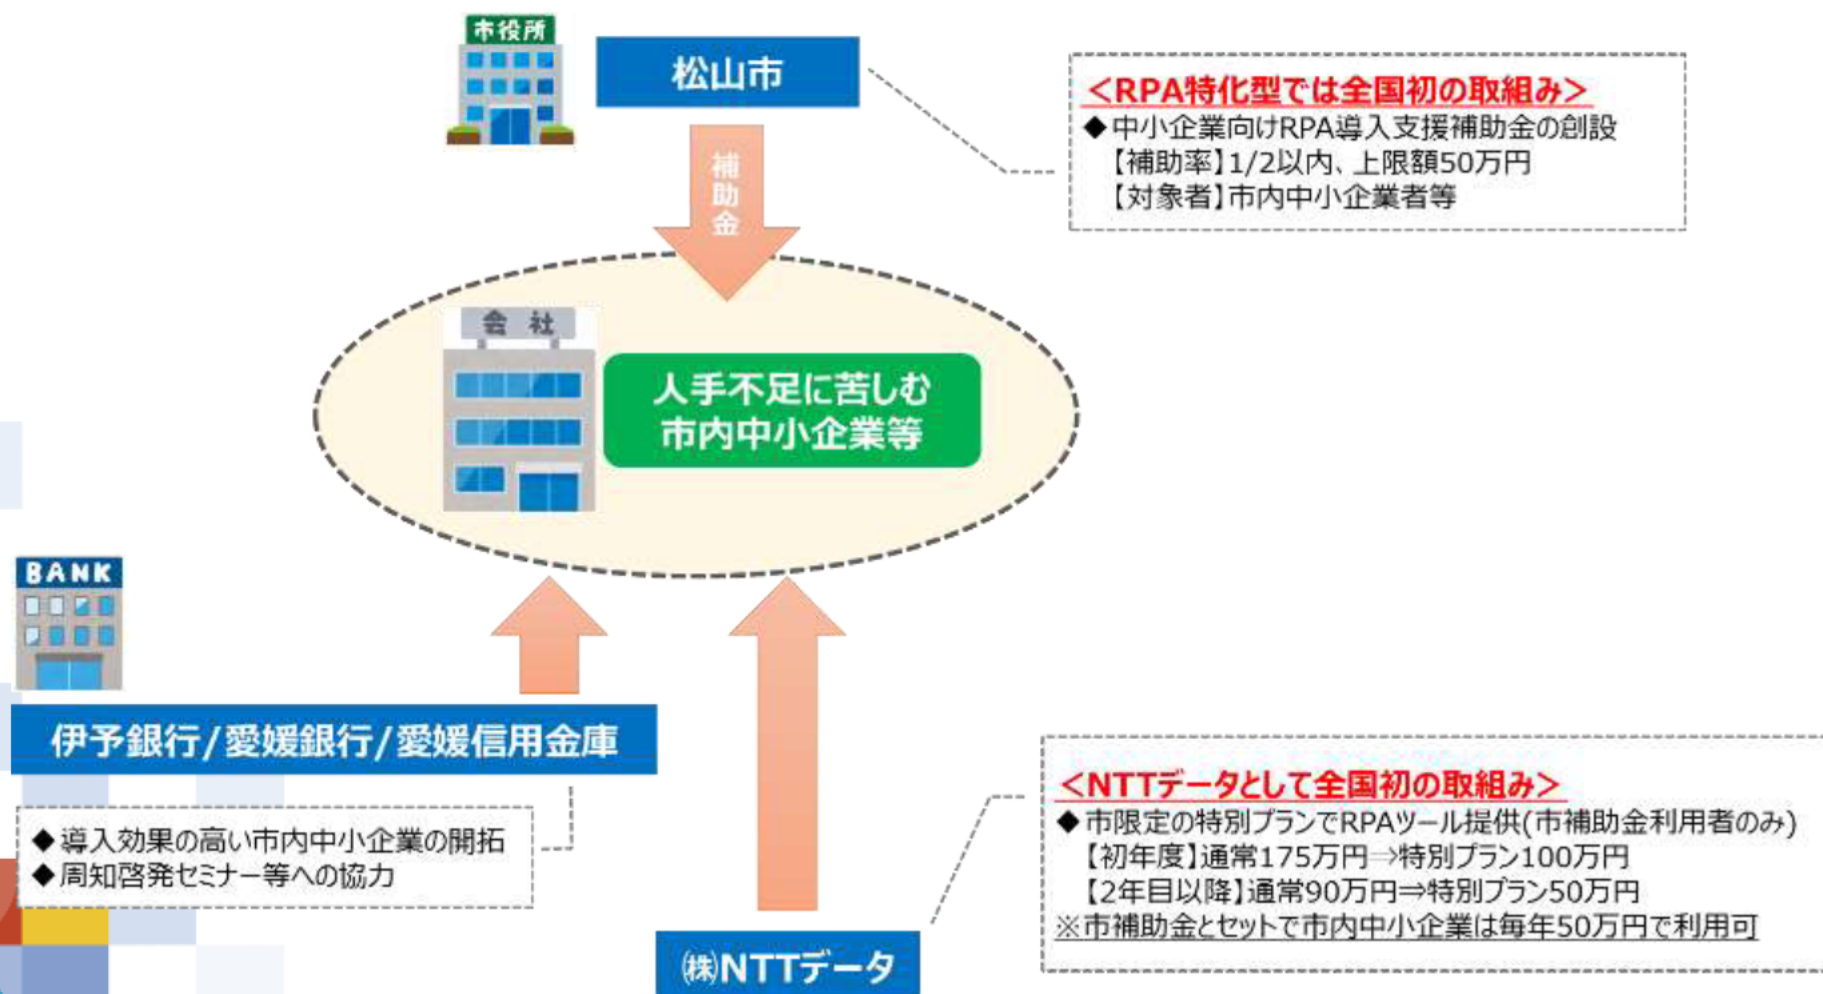 市役所
松山市
<RPA特化型では全国初の取組み>
◆中小企業向けRPA導入支援補助金の創設
【補助率】1/2以内、上限額50万円
【対象者】市内中小企業者等
補助金
会社
人手不足に苦しむ
市内中小企業等
BANK
伊予銀行/愛媛銀行/愛媛信用金庫
◆導入効果の高い市内中小企業の開拓
◆周知啓発セミナー等への協力
<NTTデータとして全国初の取組み>
◆市限定の特別プランでRPAツール提供(市補助金利用者のみ)
【初年度】通常175万円⇒特別プラン100万円
【2年目以降】通常90万円⇒特別プラン50万円
※市補助金とセットで市内中小企業は毎年50万円で利用可
㈱NTTデータ